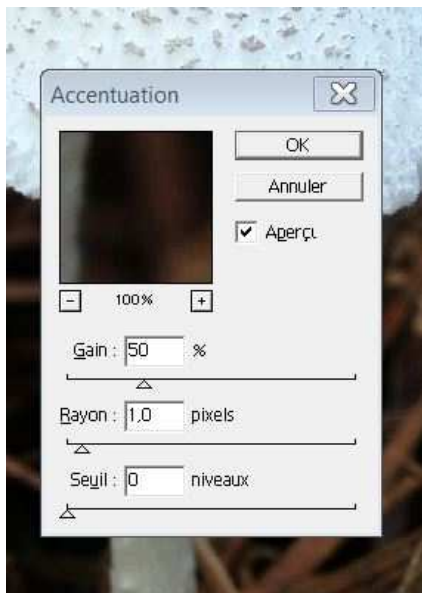 Accentuation
OK
Annuler
Aperçu
- 100% +
Gain : 50 %
Rayon : 1,0 pixels
Seuil : 0 niveaux